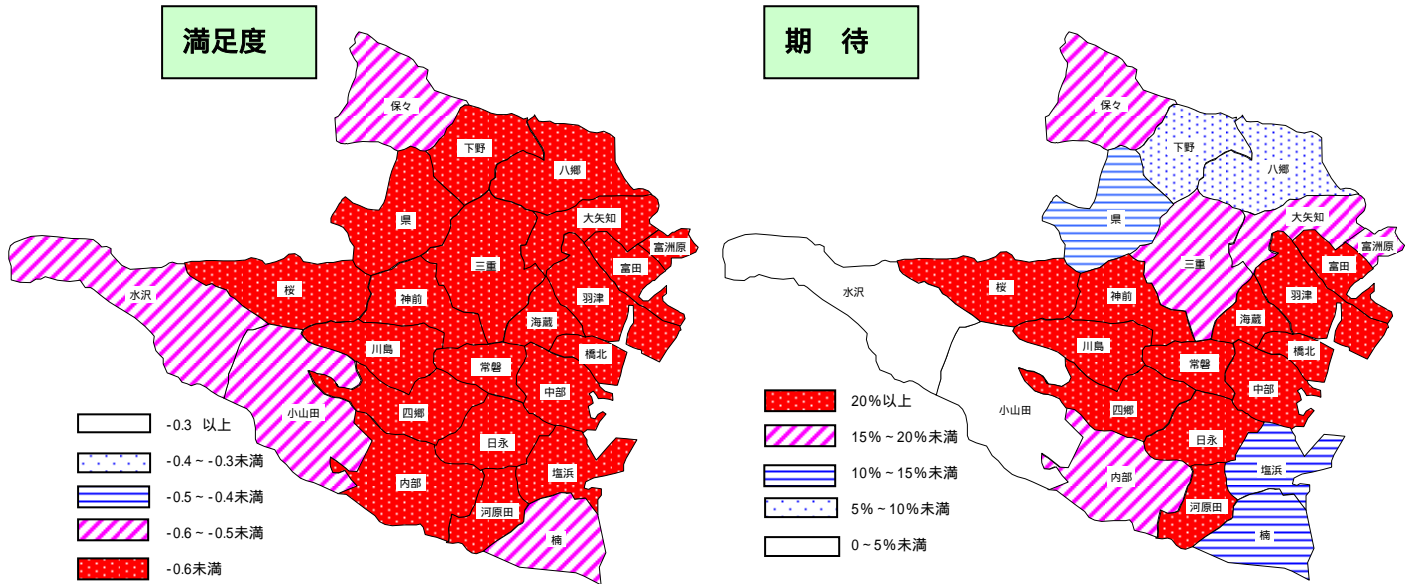 満足度
保々
下野
八郷
県
大矢知
富洲原
富田
三重
水沢
桜
神前
羽津
海蔵
川島
常磐
橋北
中部
小山田
四郷
日永
塩浜
内部
河原田
楠
-0.3 以上
-0.4～-0.3未満
-0.5～-0.4未満
-0.6～-0.5未満
-0.6未満
期 待
保々
下野
八郷
県
大矢知
富洲原
富田
三重
水沢
桜
神前
羽津
海蔵
川島
常磐
橋北
中部
小山田
四郷
日永
塩浜
内部
河原田
楠
20%以上
15%～20%未満
10%～15%未満
5%～10%未満
0～5%未満